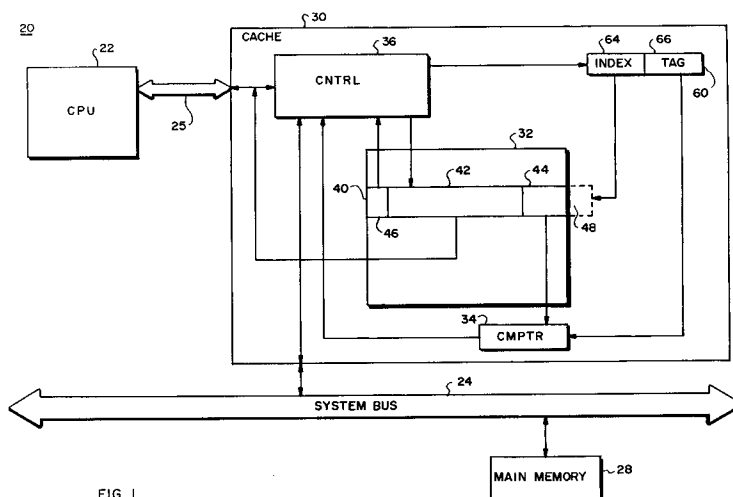 20
30
CACHE
22
CPU
25
36
CNTRL
64
66
INDEX
TAG
60
32
42
44
40
46
48
34
CMPTR
24
SYSTEM BUS
MAIN MEMORY
28
FIG. 1